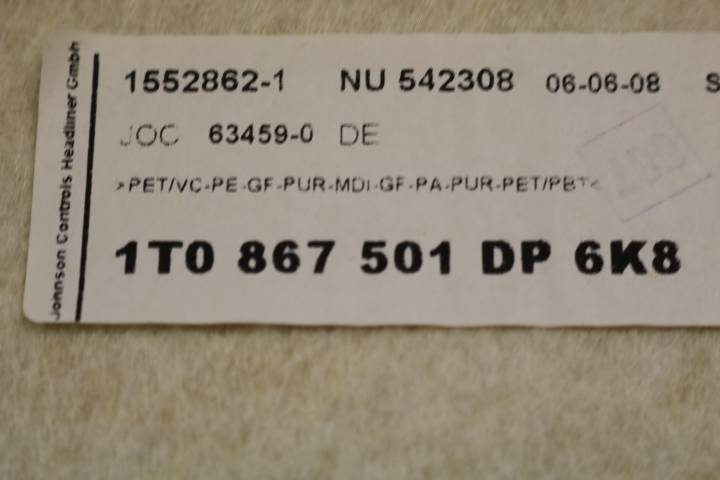 Johnson Controls Headliner Gmbh
1552862-1 NU 542308 06-06-08 S
JOC 63459-0 DE
>PET/VC-PE-GF-PUR-MDI-GF-PA-PUR-PET/PBT<
1T0 867 501 DP 6K8